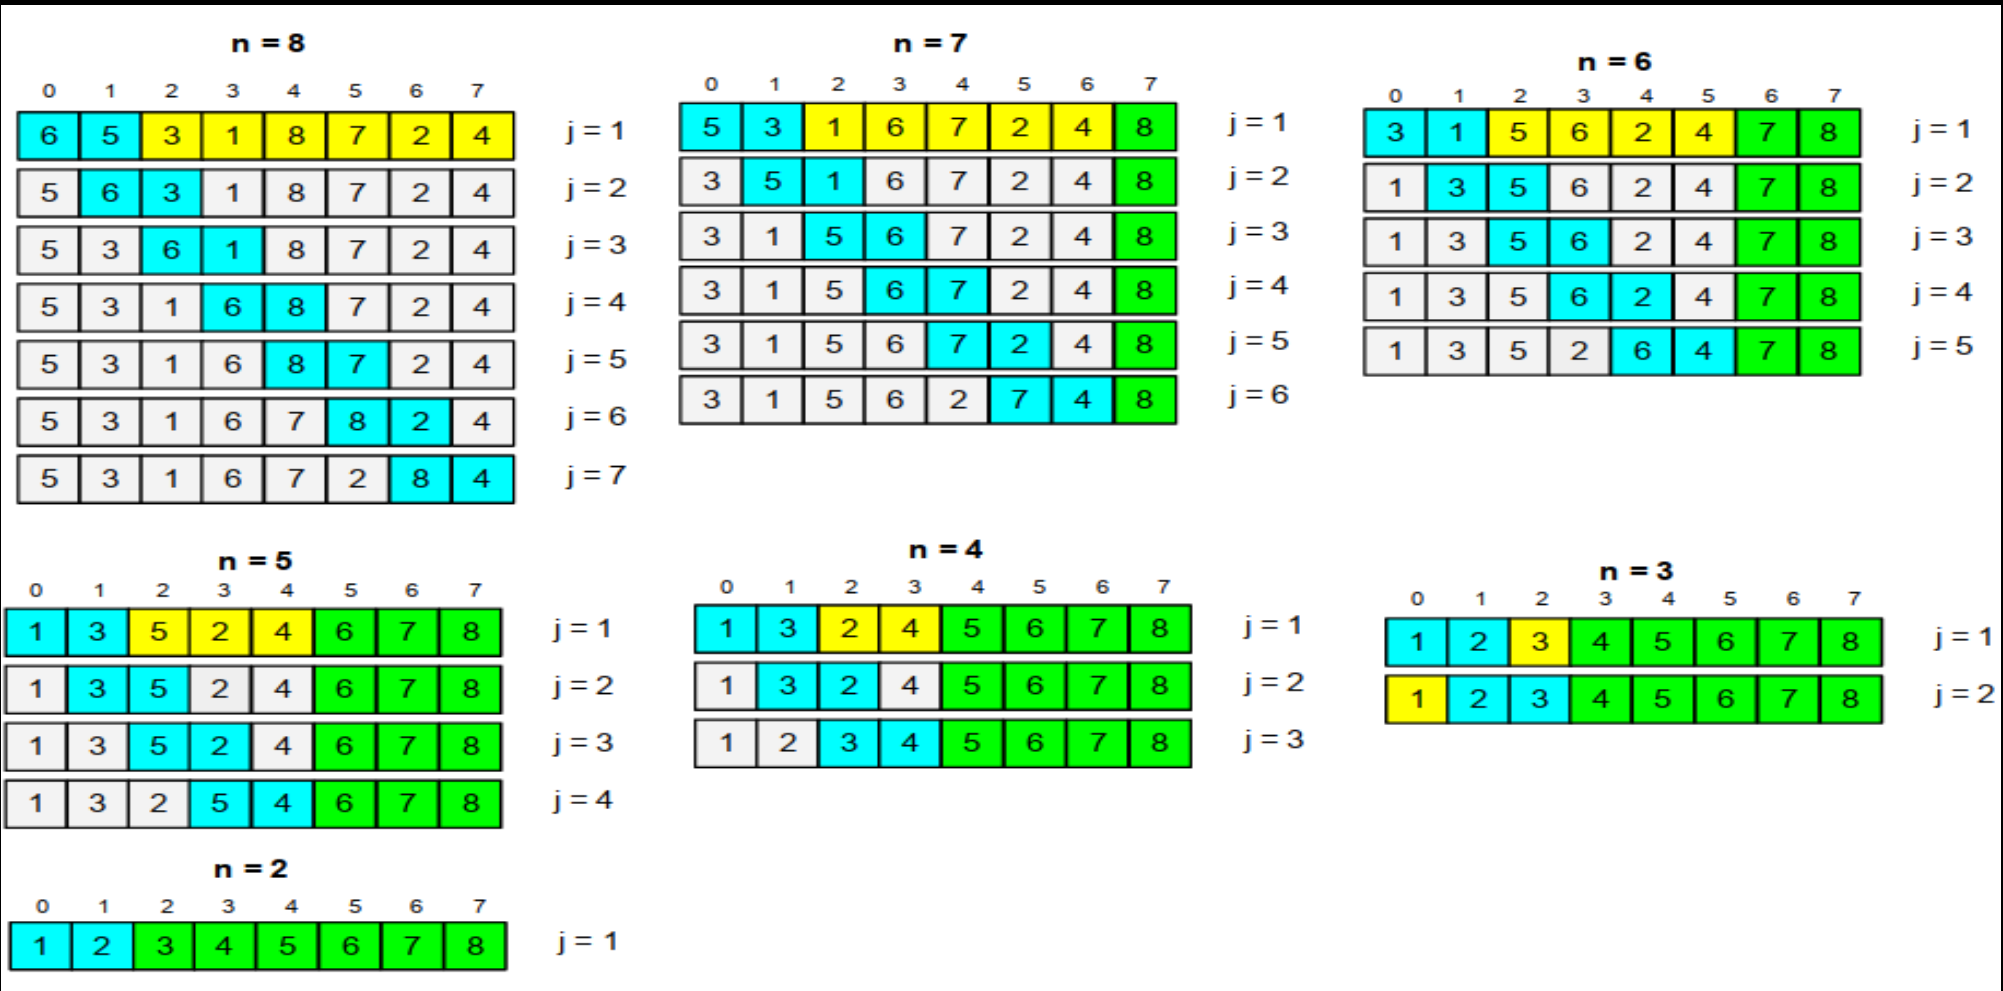 n = 8
0 1 2 3 4 5 6 7
6 5 3 1 8 7 2 4 j = 1
5 6 3 1 8 7 2 4 j = 2
5 3 6 1 8 7 2 4 j = 3
5 3 1 6 8 7 2 4 j = 4
5 3 1 6 8 7 2 4 j = 5
5 3 1 6 7 8 2 4 j = 6
5 3 1 6 7 2 8 4 j = 7
n = 7
0 1 2 3 4 5 6 7
5 3 1 6 7 2 4 8 j = 1
3 5 1 6 7 2 4 8 j = 2
3 1 5 6 7 2 4 8 j = 3
3 1 5 6 7 2 4 8 j = 4
3 1 5 6 7 2 4 8 j = 5
3 1 5 6 2 7 4 8 j = 6
n = 6
0 1 2 3 4 5 6 7
3 1 5 6 2 4 7 8 j = 1
1 3 5 6 2 4 7 8 j = 2
1 3 5 6 2 4 7 8 j = 3
1 3 5 6 2 4 7 8 j = 4
1 3 5 2 6 4 7 8 j = 5
n = 5
0 1 2 3 4 5 6 7
1 3 5 2 4 6 7 8 j = 1
1 3 5 2 4 6 7 8 j = 2
1 3 5 2 4 6 7 8 j = 3
1 3 2 5 4 6 7 8 j = 4
n = 4
0 1 2 3 4 5 6 7
1 3 2 4 5 6 7 8 j = 1
1 3 2 4 5 6 7 8 j = 2
1 2 3 4 5 6 7 8 j = 3
n = 3
0 1 2 3 4 5 6 7
1 2 3 4 5 6 7 8 j = 1
1 2 3 4 5 6 7 8 j = 2
n = 2
0 1 2 3 4 5 6 7
1 2 3 4 5 6 7 8 j = 1